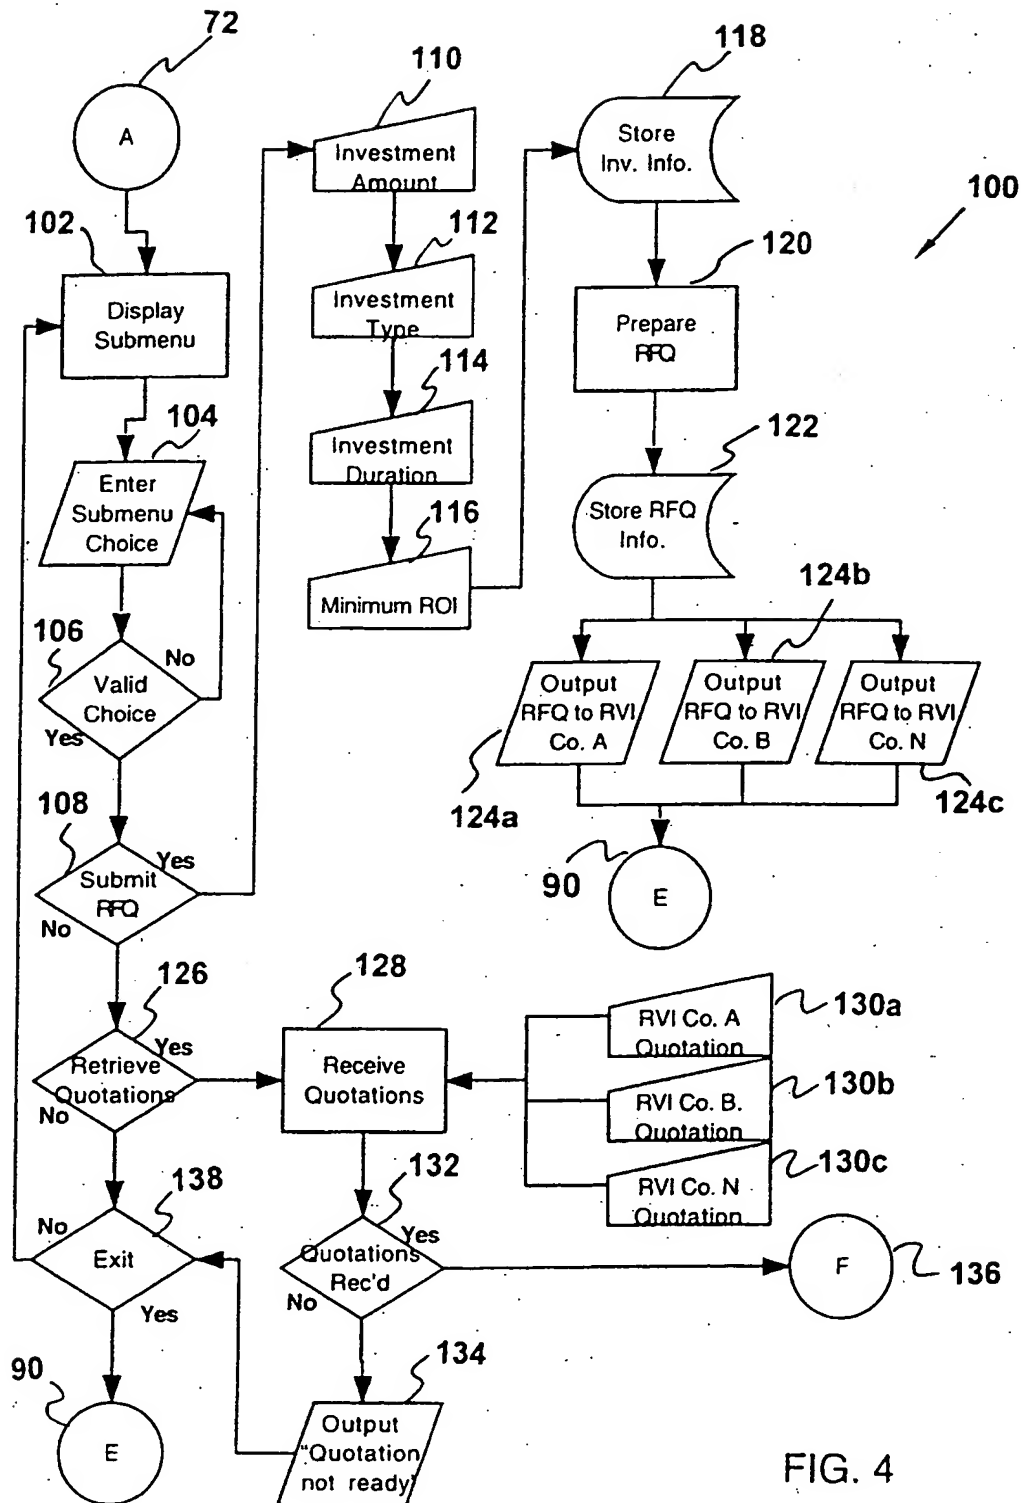 72
A
102
Display
Submenu
104
Enter
Submenu
Choice
106
No
Valid
Choice
Yes
108
Yes
Submit
RFQ
No
126
Yes
Retrieve
Quotations
No
138
No
Exit
Yes
90
E
110
Investment
Amount
112
Investment
Type
114
Investment
Duration
116
Minimum ROI
118
Store
Inv. Info.
100
120
Prepare
RFQ
122
Store RFQ
Info.
124b
Output
RFQ to RVI
Co. A
Output
RFQ to RVI
Co. B
Output
RFQ to RVI
Co. N
124a
124c
90
E
128
Receive
Quotations
130a
RVI Co. A
Quotation
130b
RVI Co. B.
Quotation
130c
RVI Co. N
Quotation
132
Yes
Quotations
Rec'd
No
F
136
134
Output
"Quotation
not ready"
FIG. 4